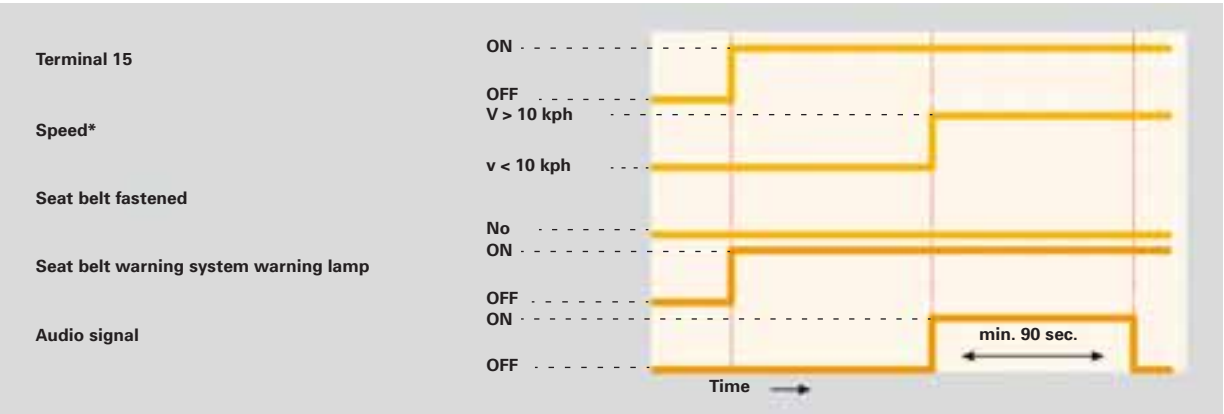 Terminal 15
ON
OFF
Speed*
V > 10 kph
v < 10 kph
Seat belt fastened
No
Seat belt warning system warning lamp
ON
OFF
Audio signal
ON
min. 90 sec.
OFF
Time